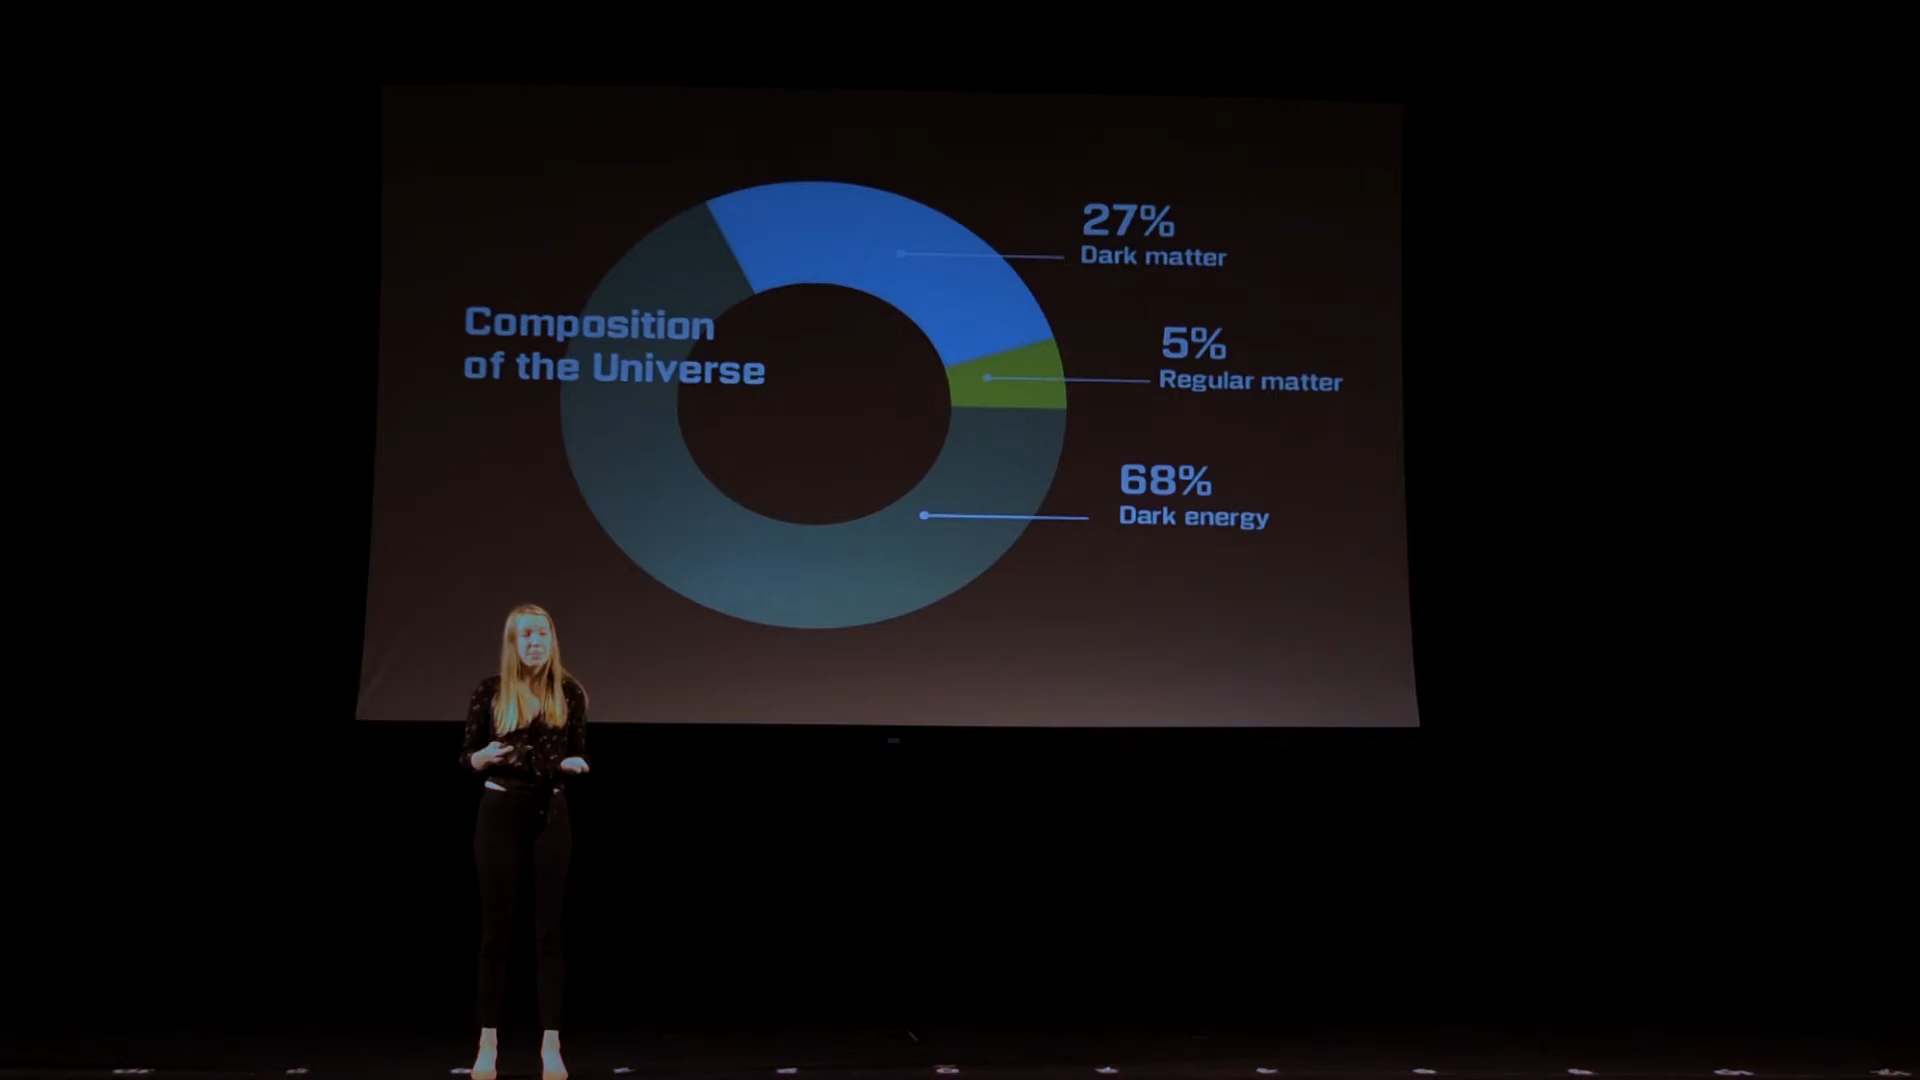 Composition
of the Universe
27%
Dark matter
5%
Regular matter
68%
Dark energy